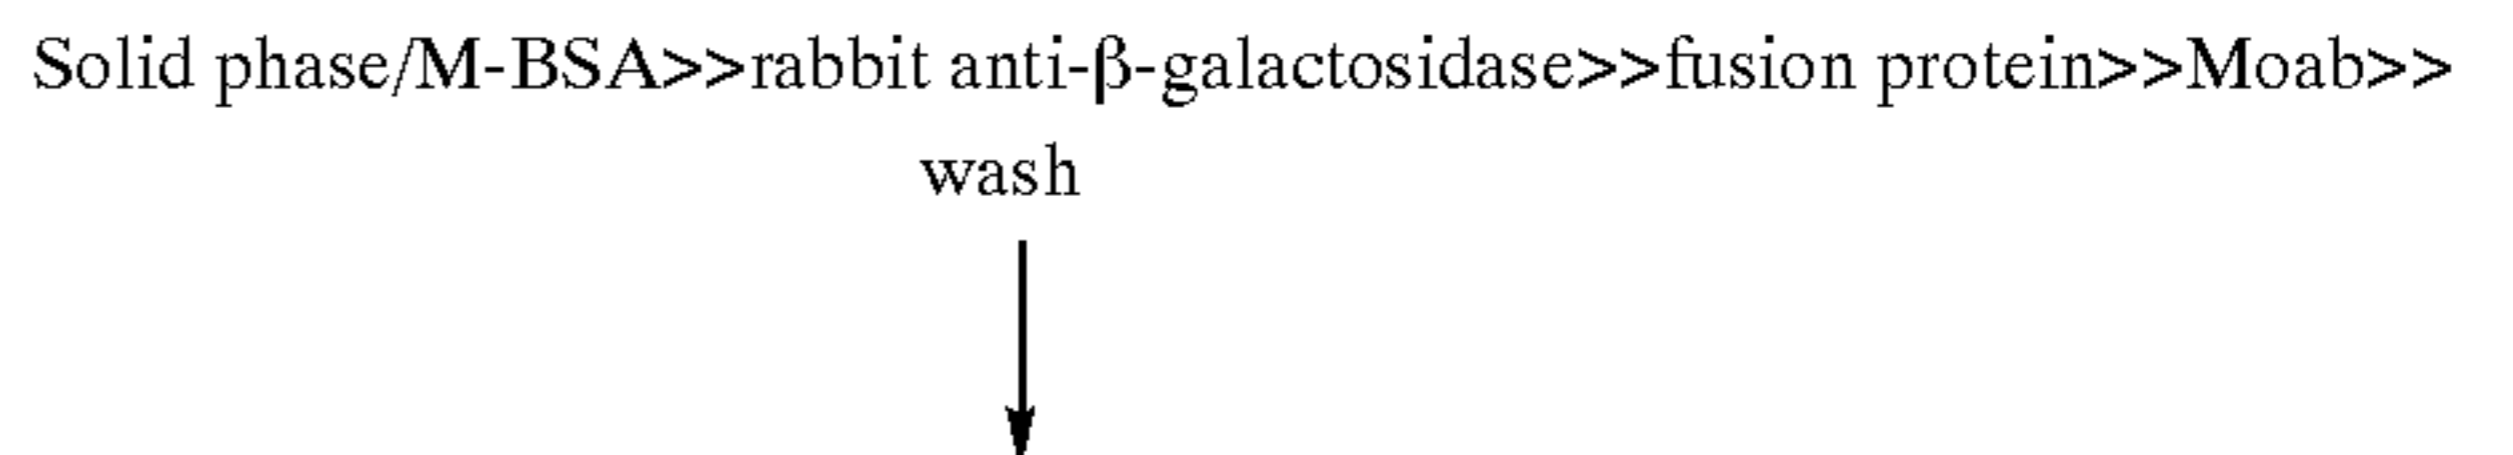 Solid phase/M-BSA>>rabbit anti-β-galactosidase>>fusion protein>>Moab>>
wash